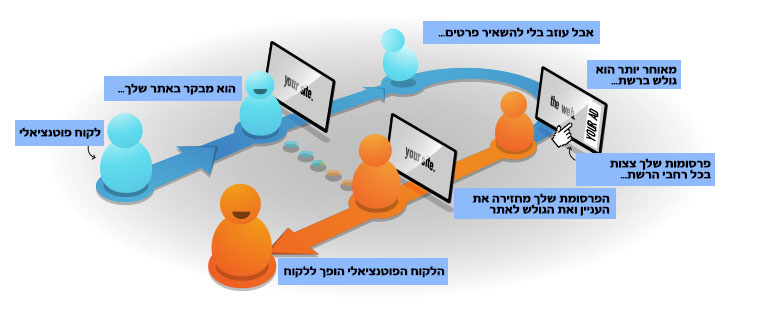 לקוח פוטנציאלי
הוא מבקר באתר שלך...
your site.
אבל עוזב בלי להשאיר פרטים...
מאוחר יותר הוא
גולש ברשת...
the web.
YOUR AD
פרסומות שלך צצות
בכל רחבי הרשת...
הפרסומת שלך מחזירה את
העניין ואת הגולש לאתר
your site.
הלקוח הפוטנציאלי הופך ללקוח